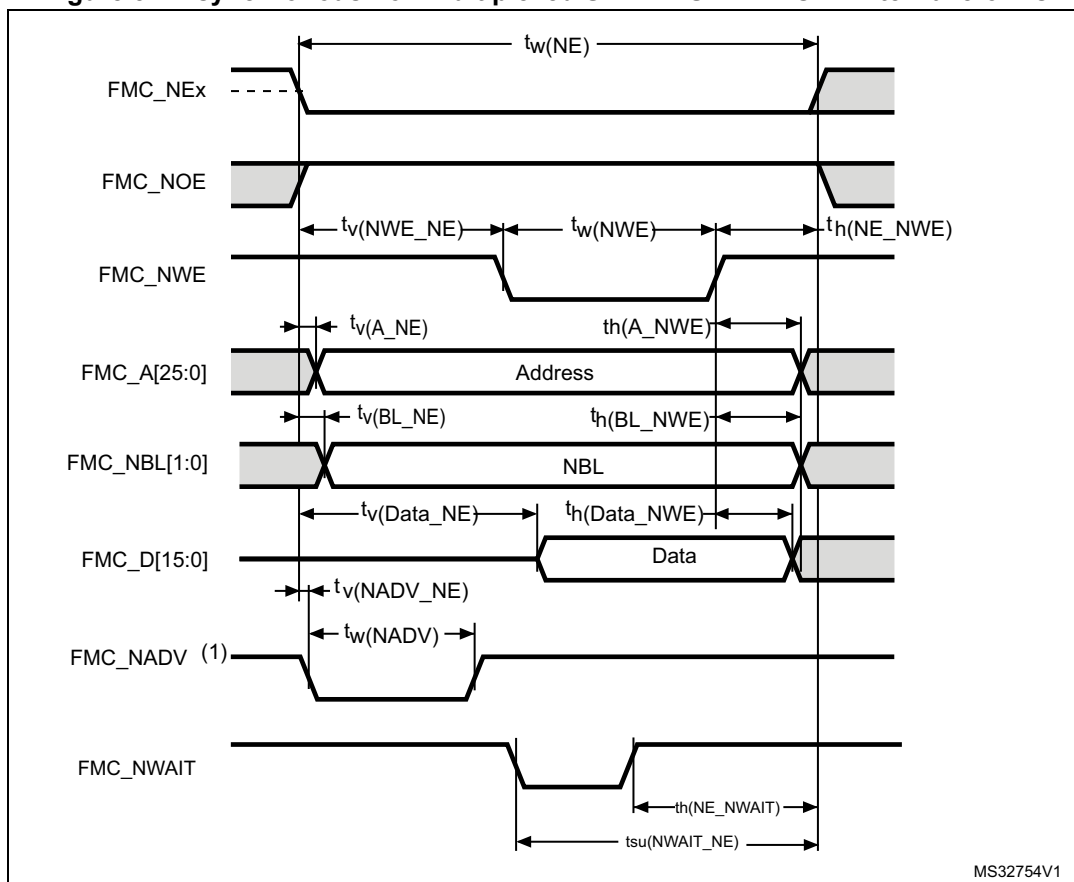 tw(NE)
FMC_NEx
FMC_NOE
tv(NWE_NE)
tw(NWE)
th(NE_NWE)
FMC_NWE
tv(A_NE)
th(A_NWE)
FMC_A[25:0]
Address
tv(BL_NE)
th(BL_NWE)
FMC_NBL[1:0]
NBL
tv(Data_NE)
th(Data_NWE)
FMC_D[15:0]
Data
tv(NADV_NE)
tw(NADV)
FMC_NADV (1)
FMC_NWAIT
th(NE_NWAIT)
tsu(NWAIT_NE)
MS32754V1